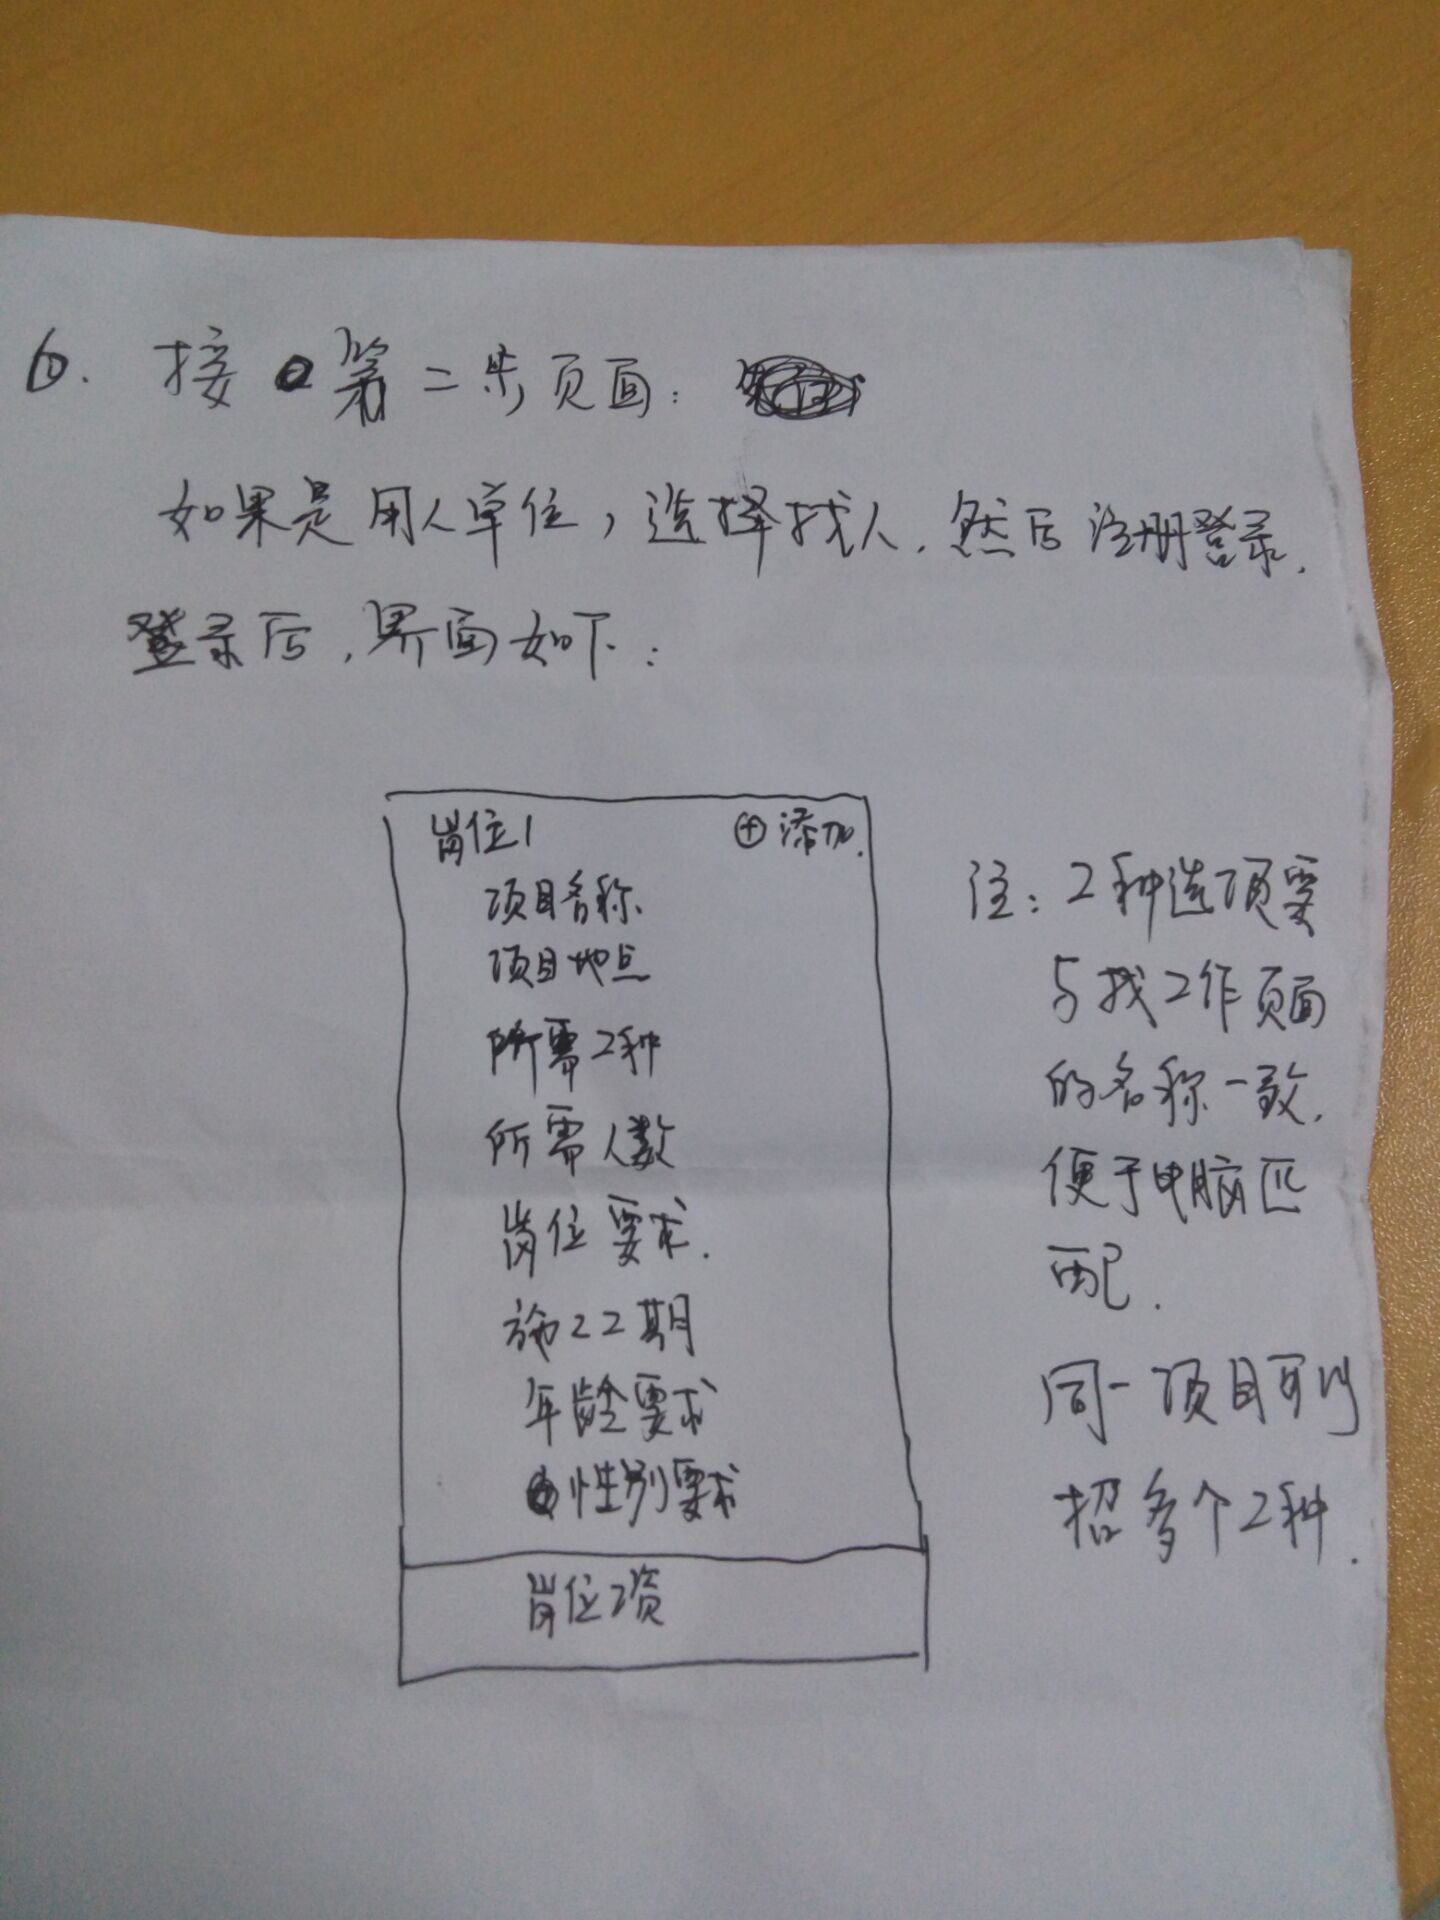 6. 接第二步页面:
如果是用人单位,选择找人.然后注册登录.
登录后,界面如下:
岗位1 ⊕添加.
项目名称
项目地点
所需工种
所需人数
岗位要求.
施工工期
年龄要求
性别要求
岗位工资
注:工种选项要
与找工作页面
的名称一致.
便于电脑匹
配.
同一项目可以
招多个工种.